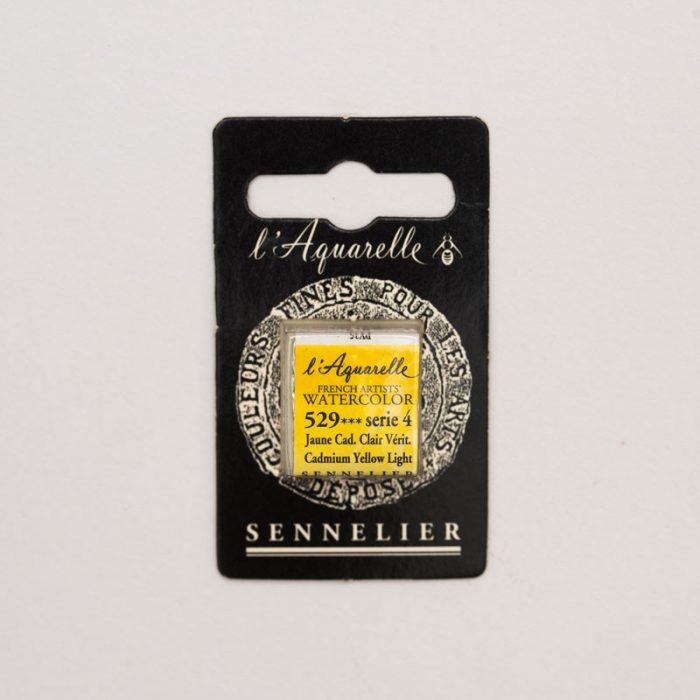 l'Aquarelle
COULEURS FINES POUR LES ARTS
l'Aquarelle
FRENCH ARTISTS'
WATERCOLOR
529*** serie 4
Jaune Cad. Clair Vérit.
Cadmium Yellow Light
SENNELIER
DÉPOSÉ
SENNELIER